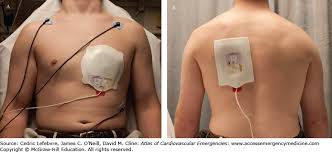 A
Source: Cedric Lefebvre, James C. O'Neill, David M. Cline: Atlas of Cardiovascular Emergencies: www.accessemergencymedicine.com
Copyright © McGraw-Hill Education. All rights reserved.